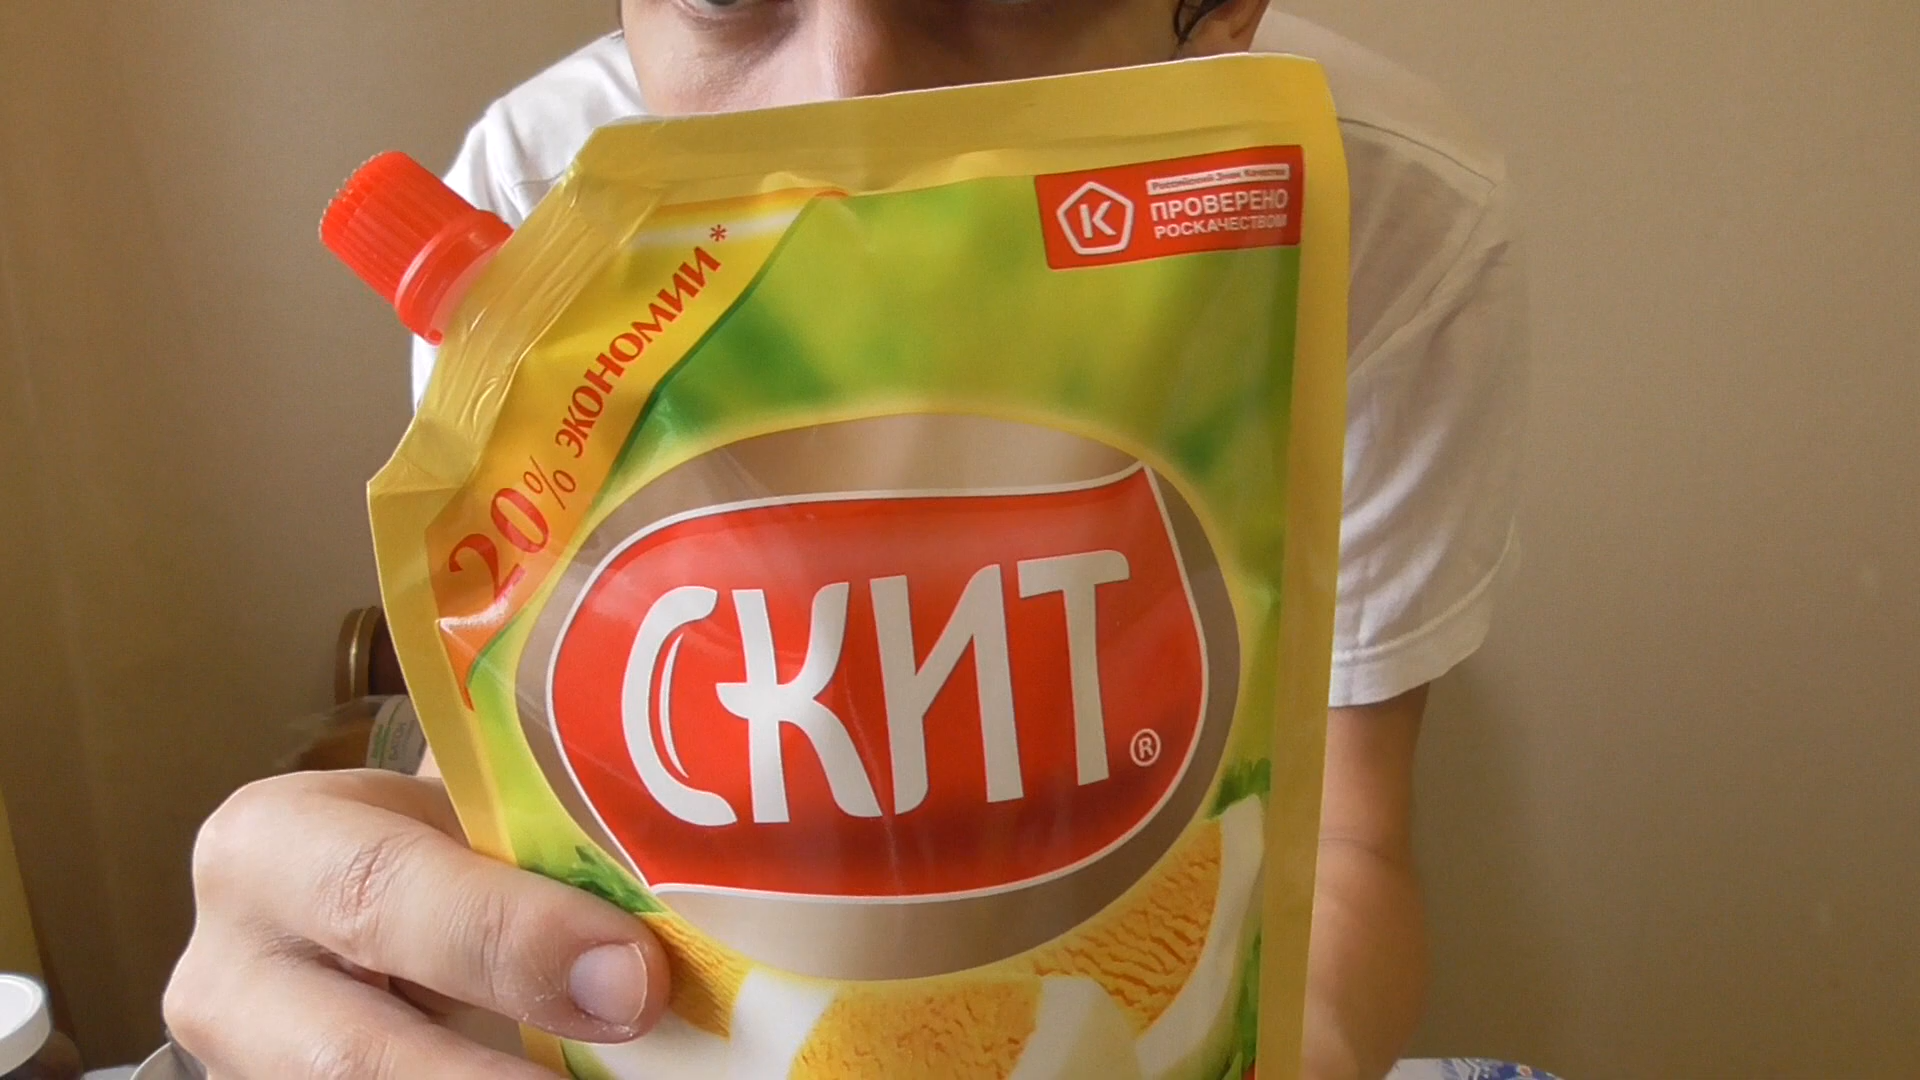 Российский Знак Качества
К ПРОВЕРЕНО
РОСКАЧЕСТВОМ
20% ЭКОНОМИИ*
СКИТ®